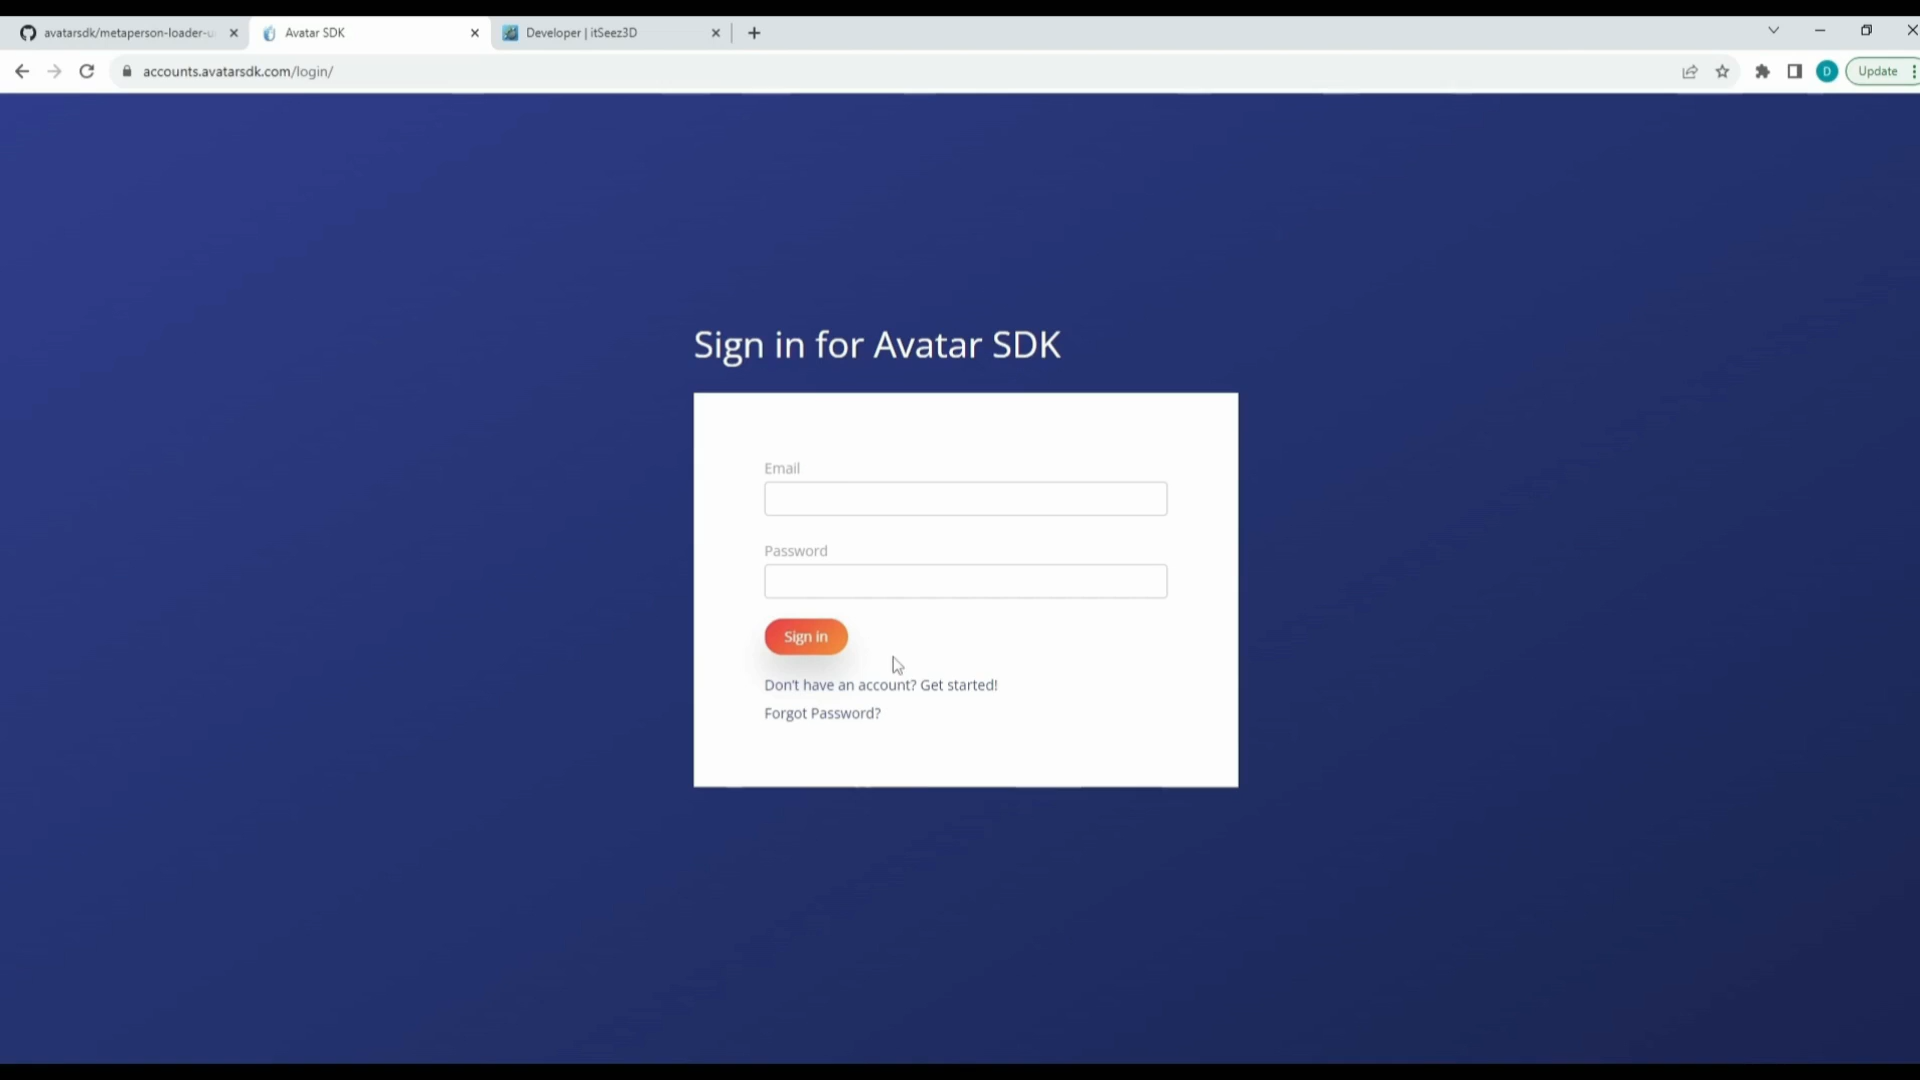 avatarsdk/metaperson-loader-u
Avatar SDK
Developer | itSeez3D
accounts.avatarsdk.com/login/
D
Update
Sign in for Avatar SDK
Email
Password
Sign in
Don't have an account? Get started!
Forgot Password?